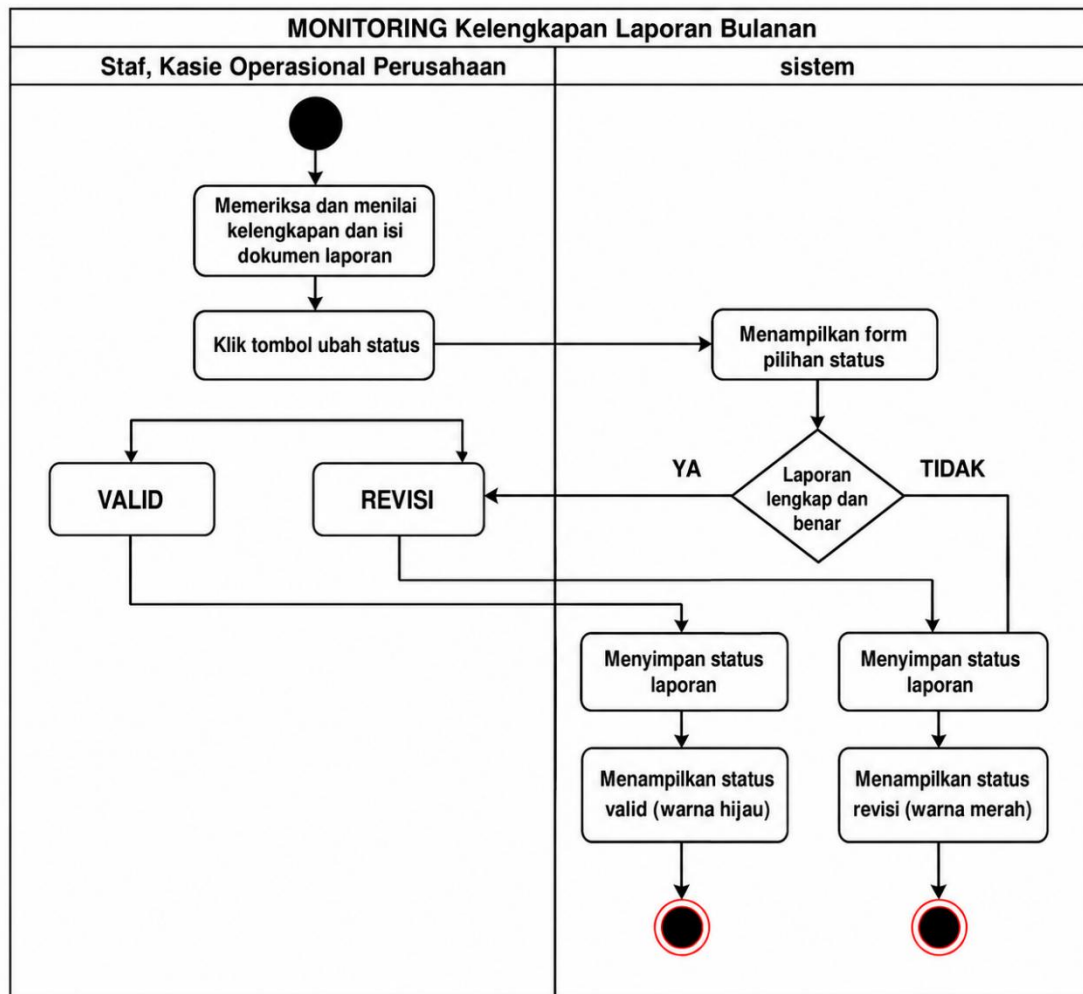 MONITORING Kelengkapan Laporan Bulanan
Staf, Kasie Operasional Perusahaan
sistem
Memeriksa dan menilai
kelengkapan dan isi
dokumen laporan
Klik tombol ubah status
Menampilkan form
pilihan status
VALID
REVISI
YA
Laporan
lengkap dan
benar
TIDAK
Menyimpan status
laporan
Menyimpan status
laporan
Menampilkan status
valid (warna hijau)
Menampilkan status
revisi (warna merah)